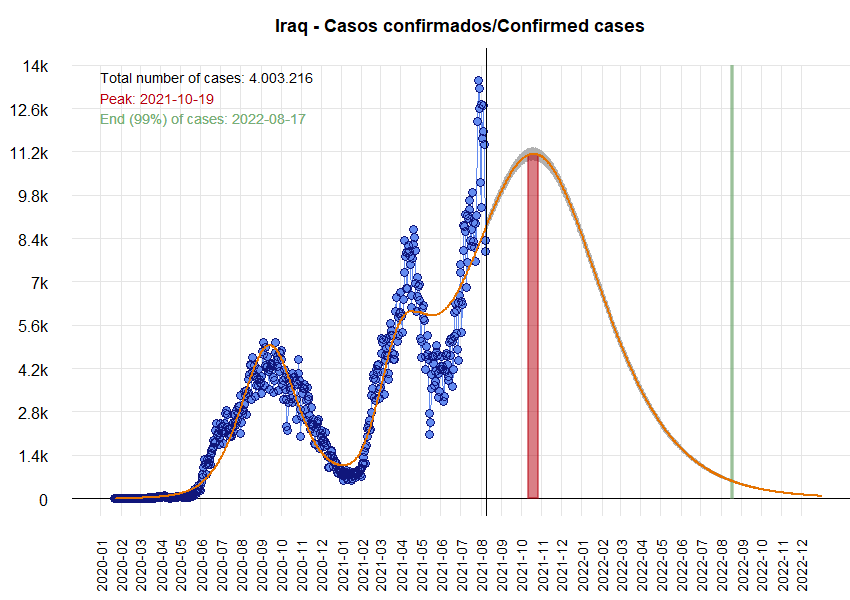 Iraq - Casos confirmados/Confirmed cases
Total number of cases: 4.003.216
Peak: 2021-10-19
End (99%) of cases: 2022-08-17
14k
12.6k
11.2k
9.8k
8.4k
7k
5.6k
4.2k
2.8k
1.4k
0
2020-01
2020-02
2020-03
2020-04
2020-05
2020-06
2020-07
2020-08
2020-09
2020-10
2020-12
2021-01
2021-02
2021-03
2021-04
2021-05
2021-06
2021-07
2021-08
2021-09
2021-10
2021-11
2021-12
2022-01
2022-02
2022-03
2022-04
2022-05
2022-06
2022-07
2022-08
2022-09
2022-10
2022-11
2022-12